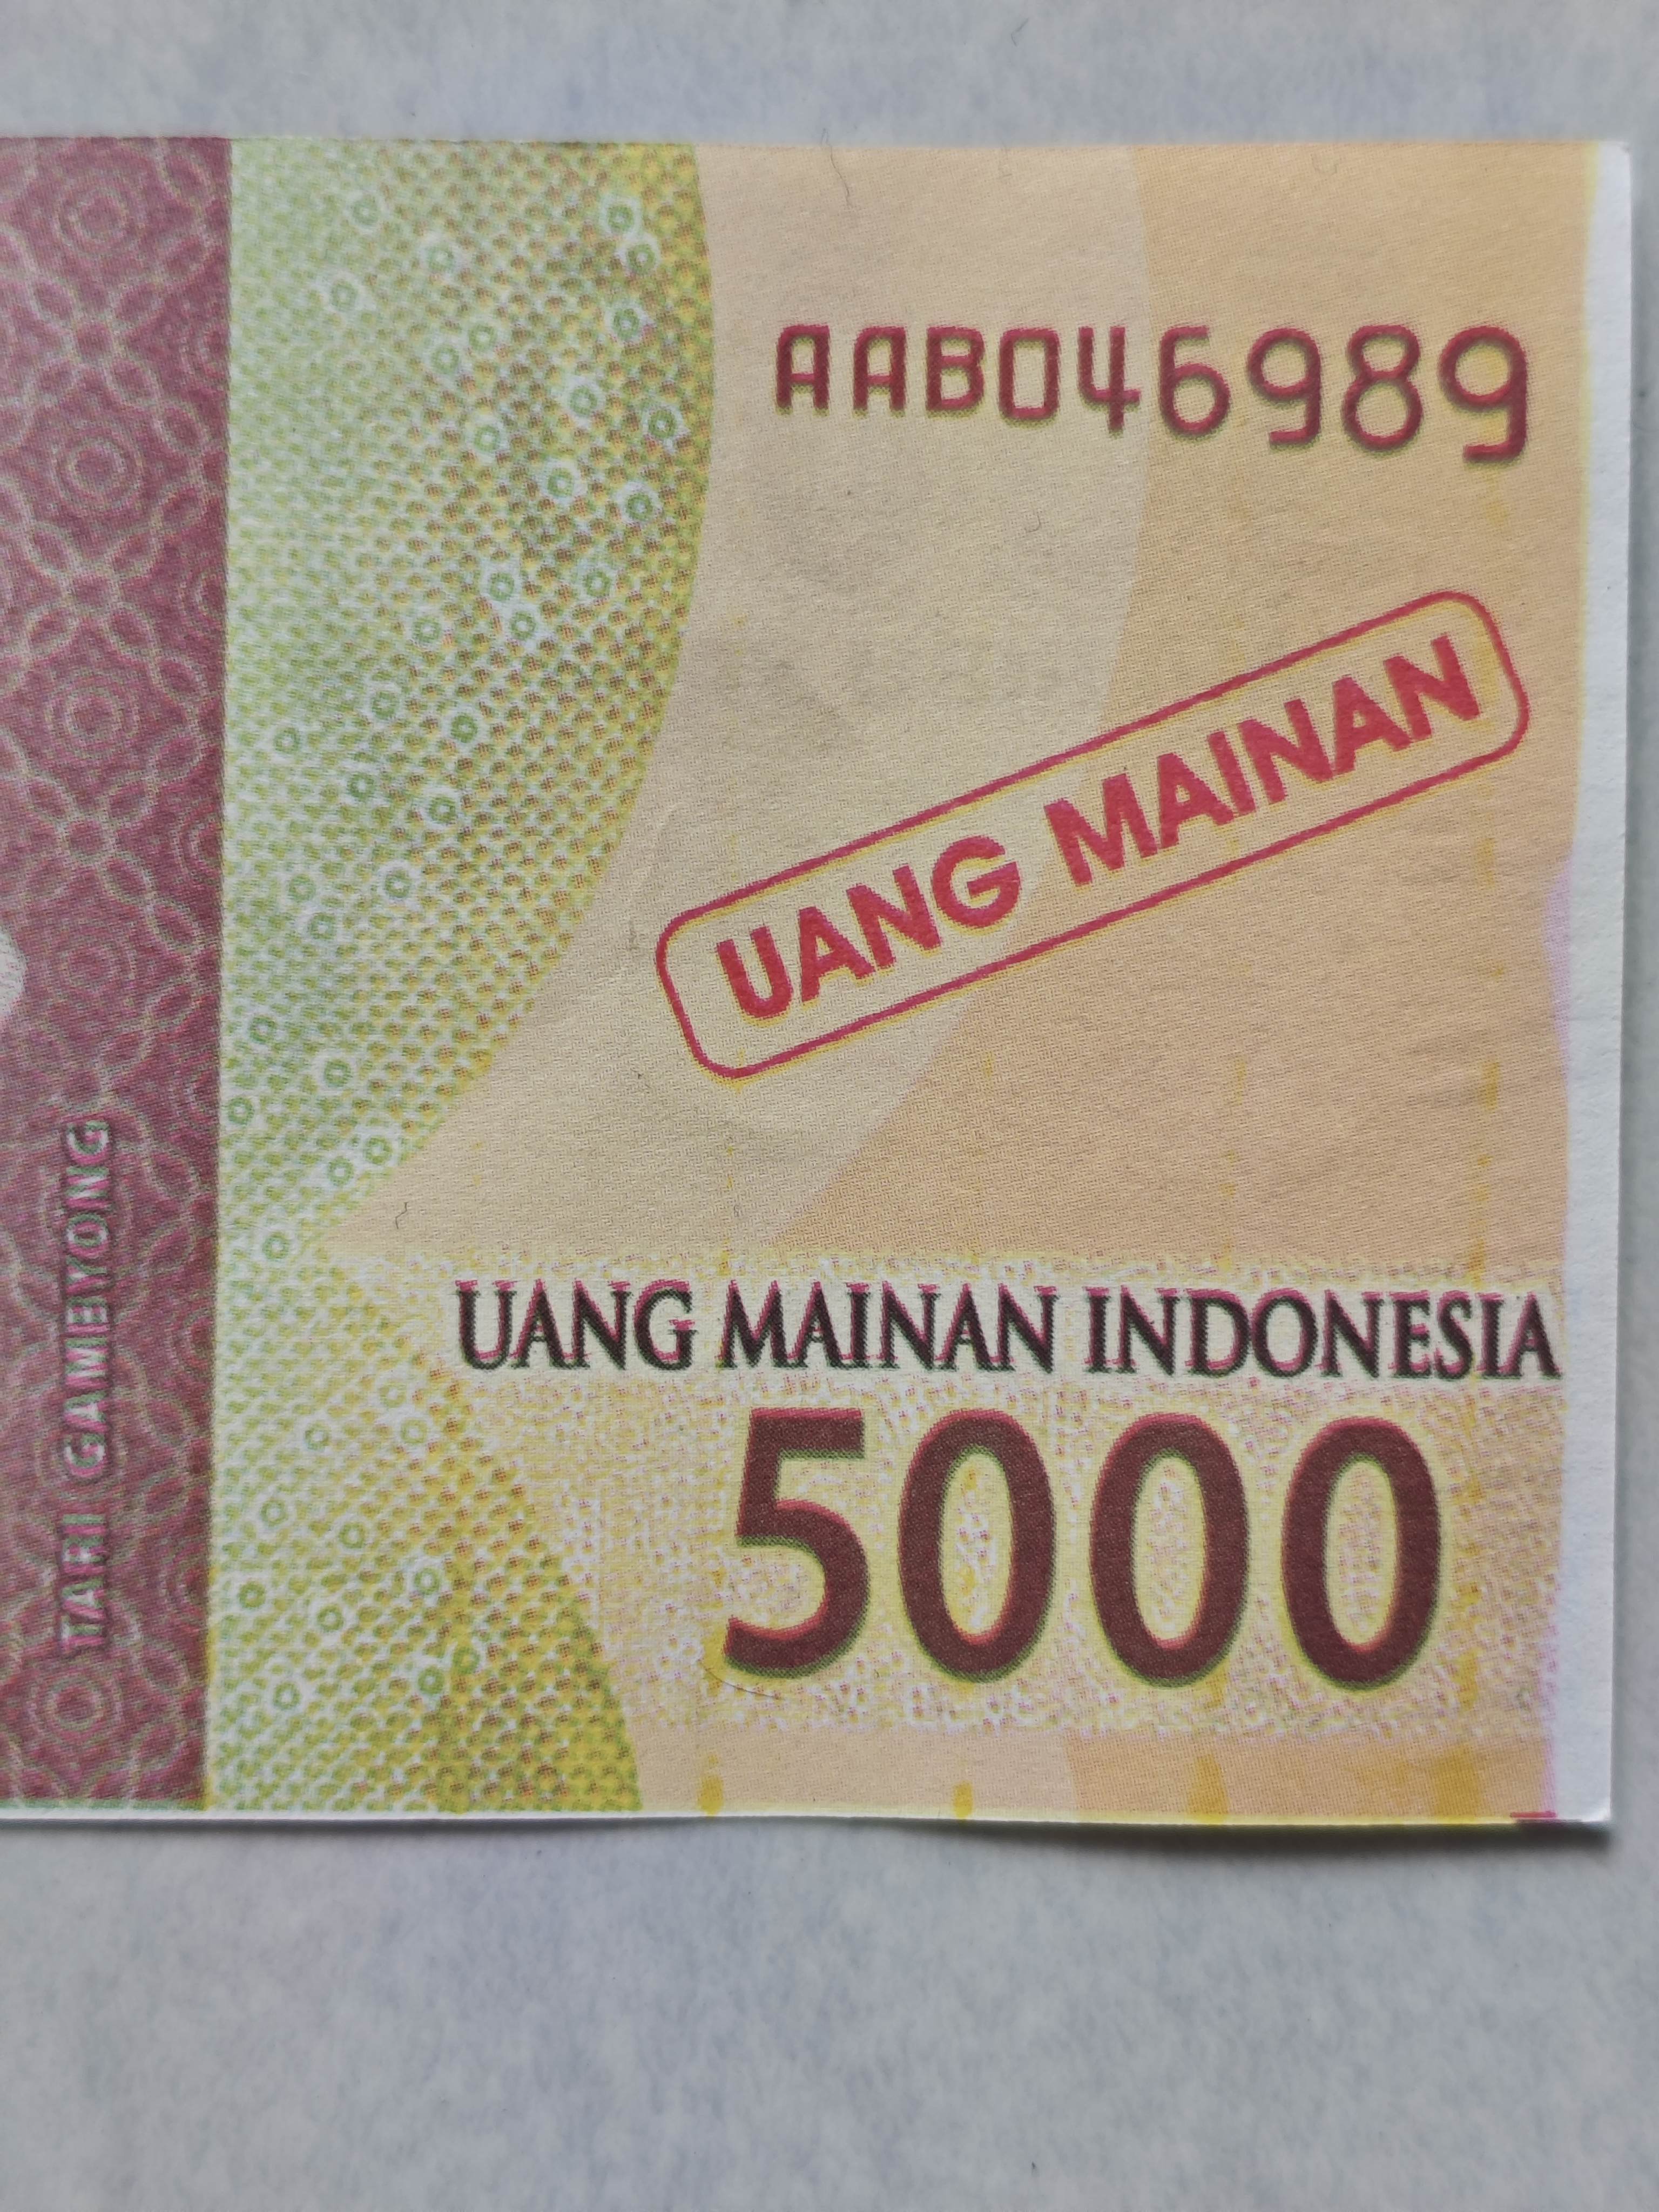 AAB046989
UANG MAINAN
TARI GAMBYONG
UANG MAINAN INDONESIA
5000